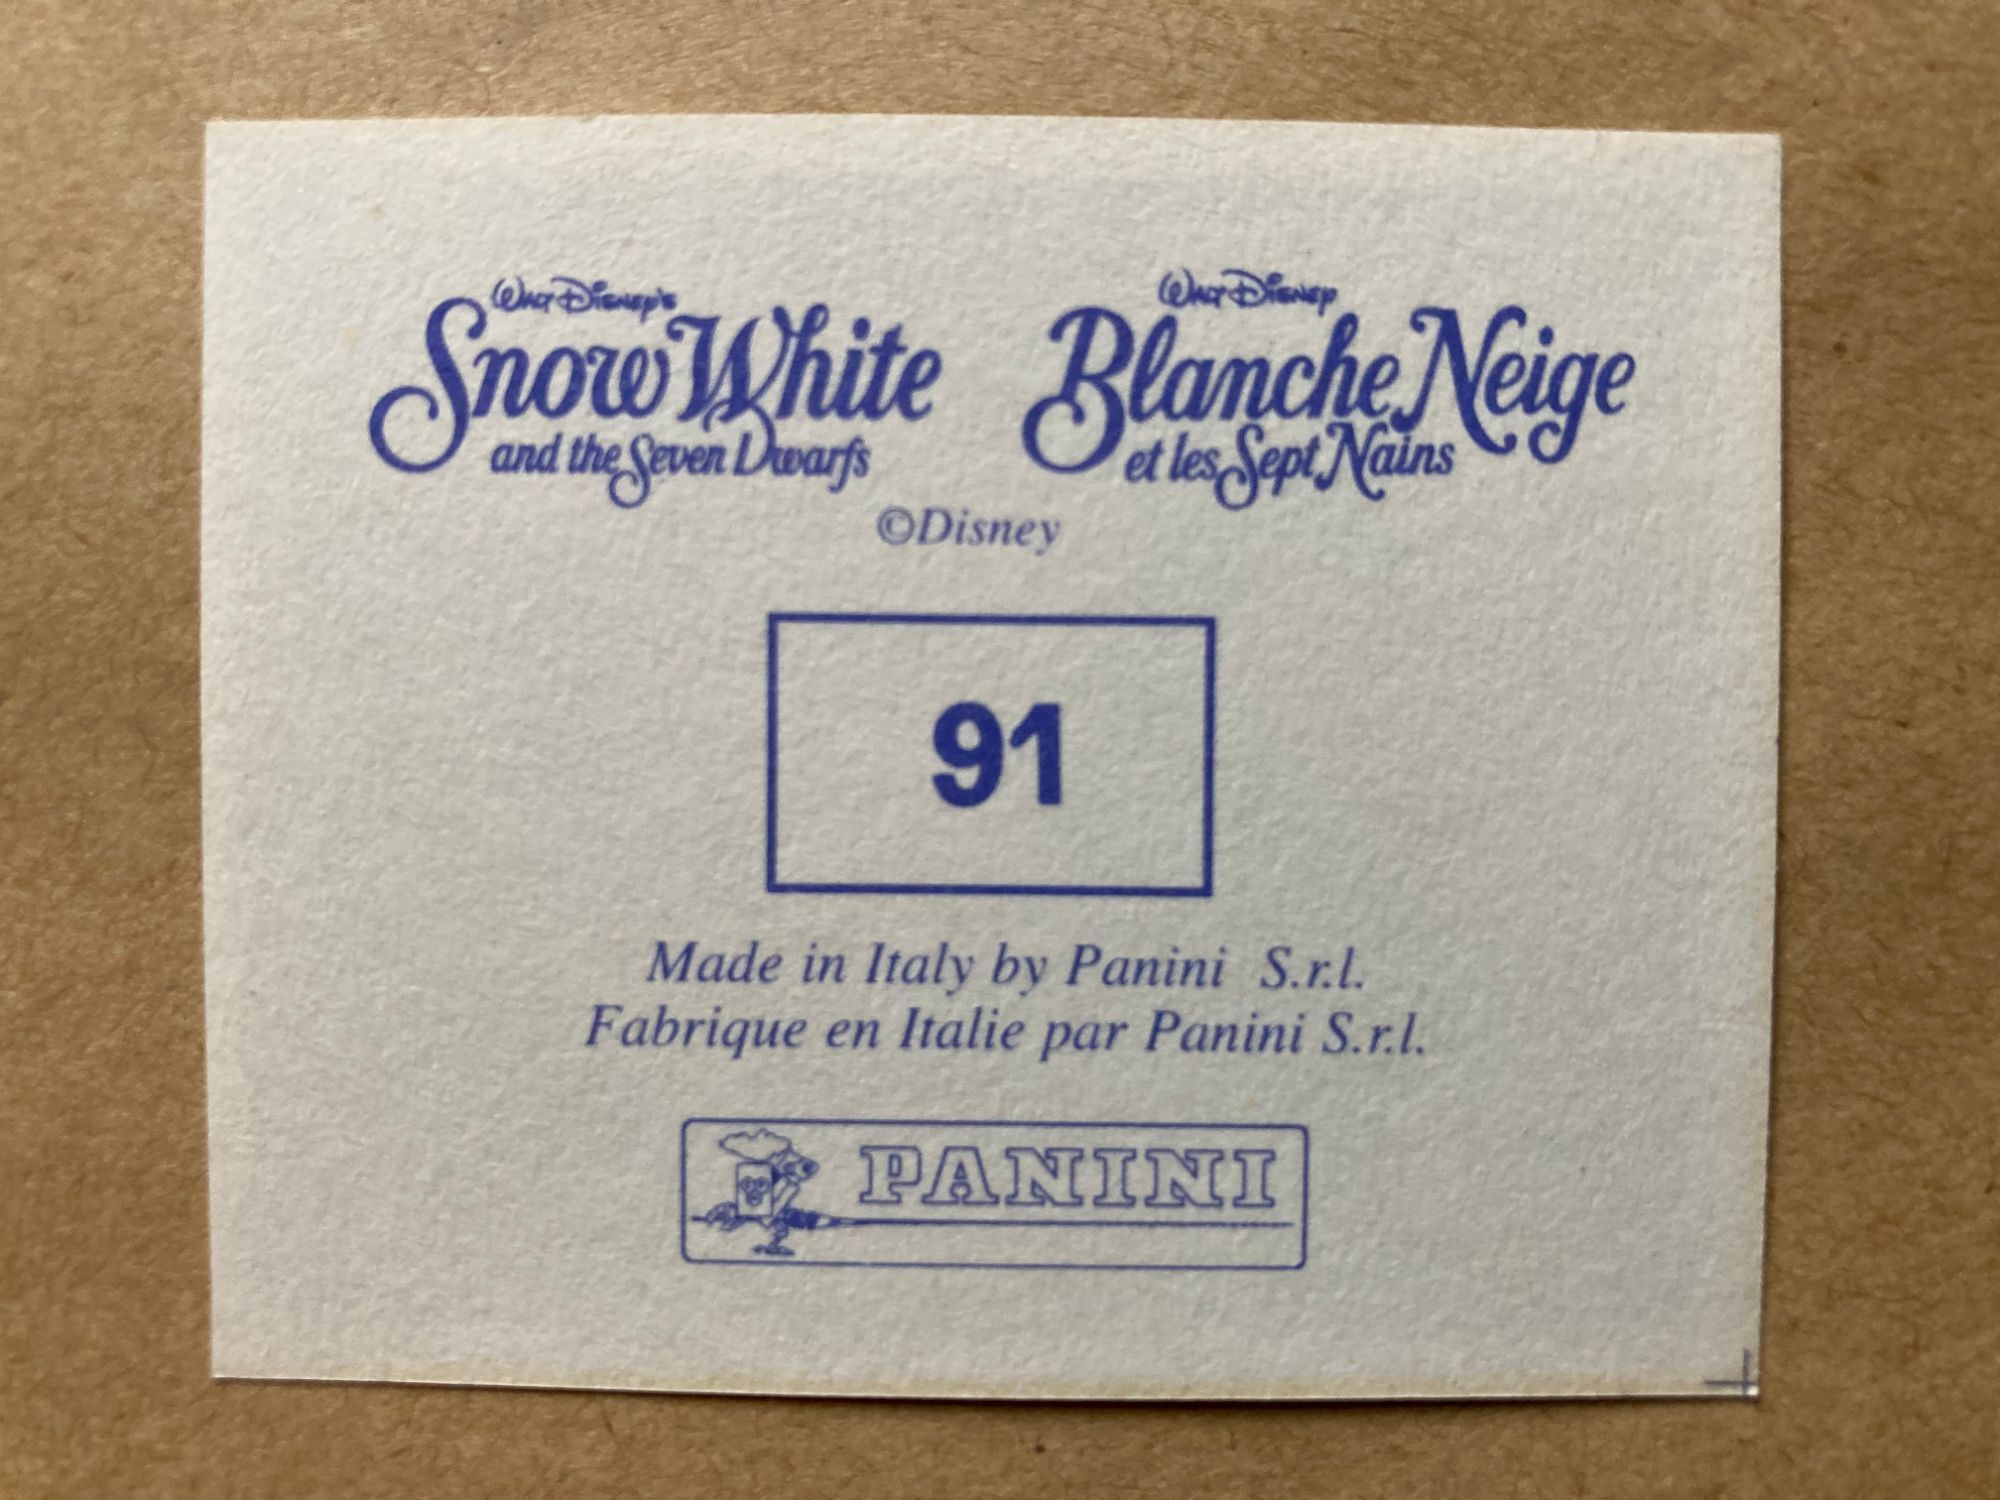 Walt Disney's
Snow White
and the Seven Dwarfs
Walt Disney
Blanche Neige
et les Sept Nains
©Disney
91
Made in Italy by Panini S.r.l.
Fabrique en Italie par Panini S.r.l.
PANINI